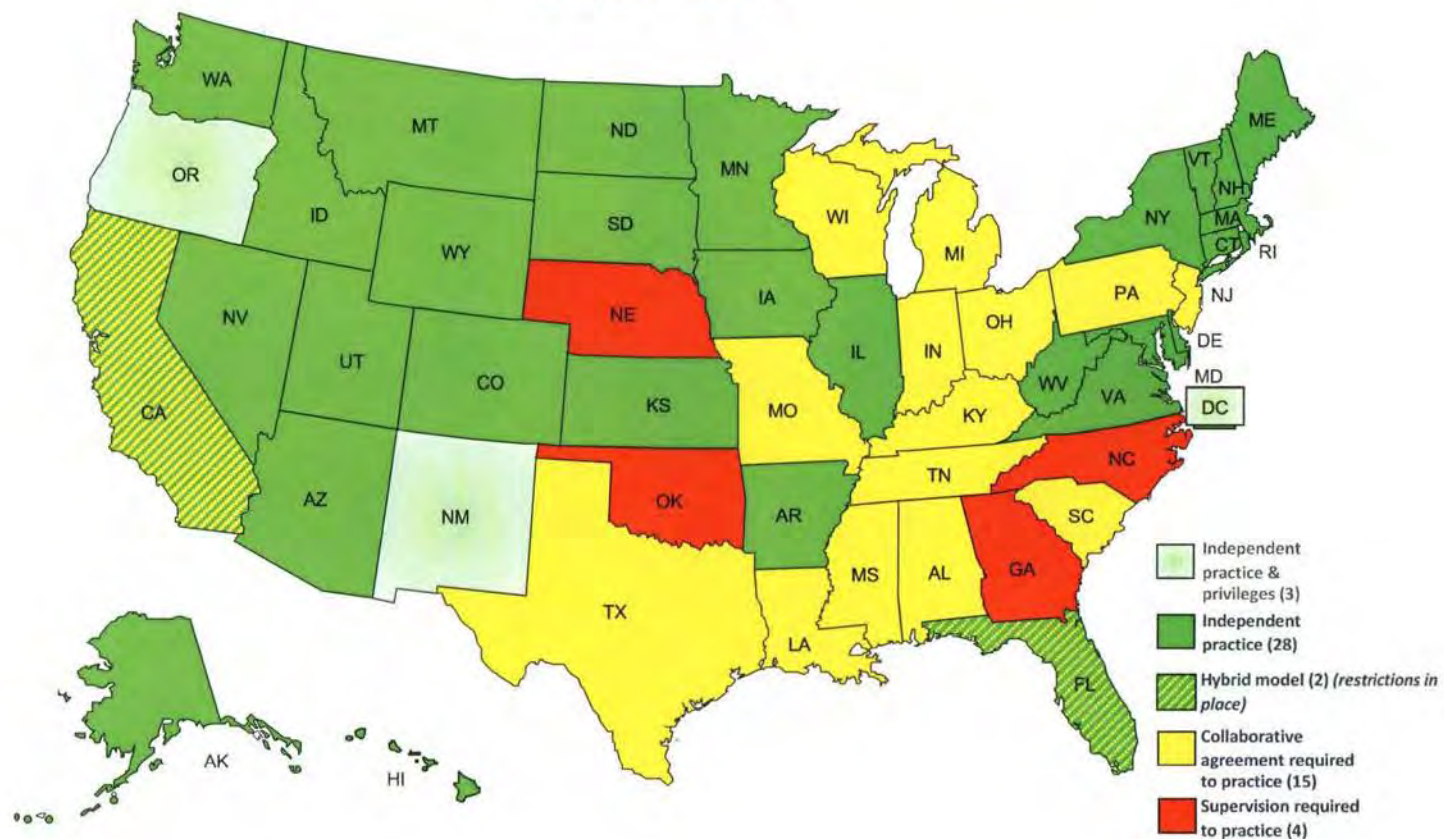 WA
MT
ND
MN
ME
VT
NH
OR
ID
SD
WI
NY
MA
CT
RI
WY
MI
IA
PA
NJ
NE
OH
NV
IL
IN
DE
UT
CO
WV
MD
CA
KS
MO
VA
DC
KY
NC
TN
AZ
NM
OK
AR
SC
MS
AL
GA
TX
LA
FL
AK
HI
Independent
practice &
privileges (3)
Independent
practice (28)
Hybrid model (2) (restrictions in
place)
Collaborative
agreement required
to practice (15)
Supervision required
to practice (4)